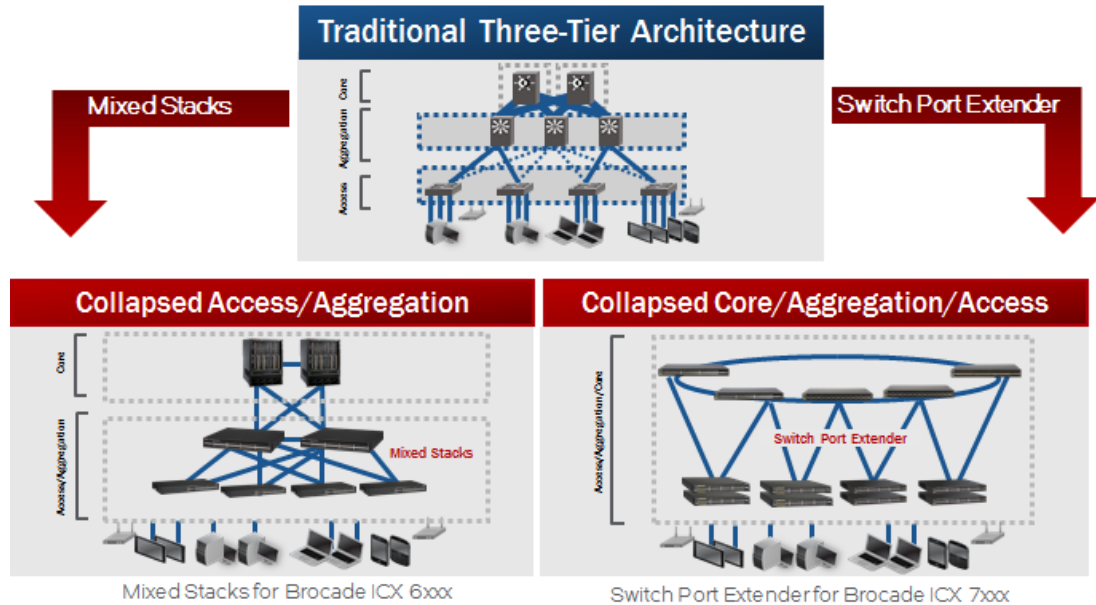 Traditional Three-Tier Architecture
Mixed Stacks
Switch Port Extender
Core
Aggregation
Access
Collapsed Access/Aggregation
Collapsed Core/Aggregation/Access
Core
Access/Aggregation
Mixed Stacks
Access/Aggregation/Core
Switch Port Extender
Mixed Stacks for Brocade ICX 6xxx
Switch Port Extender for Brocade ICX 7xxx